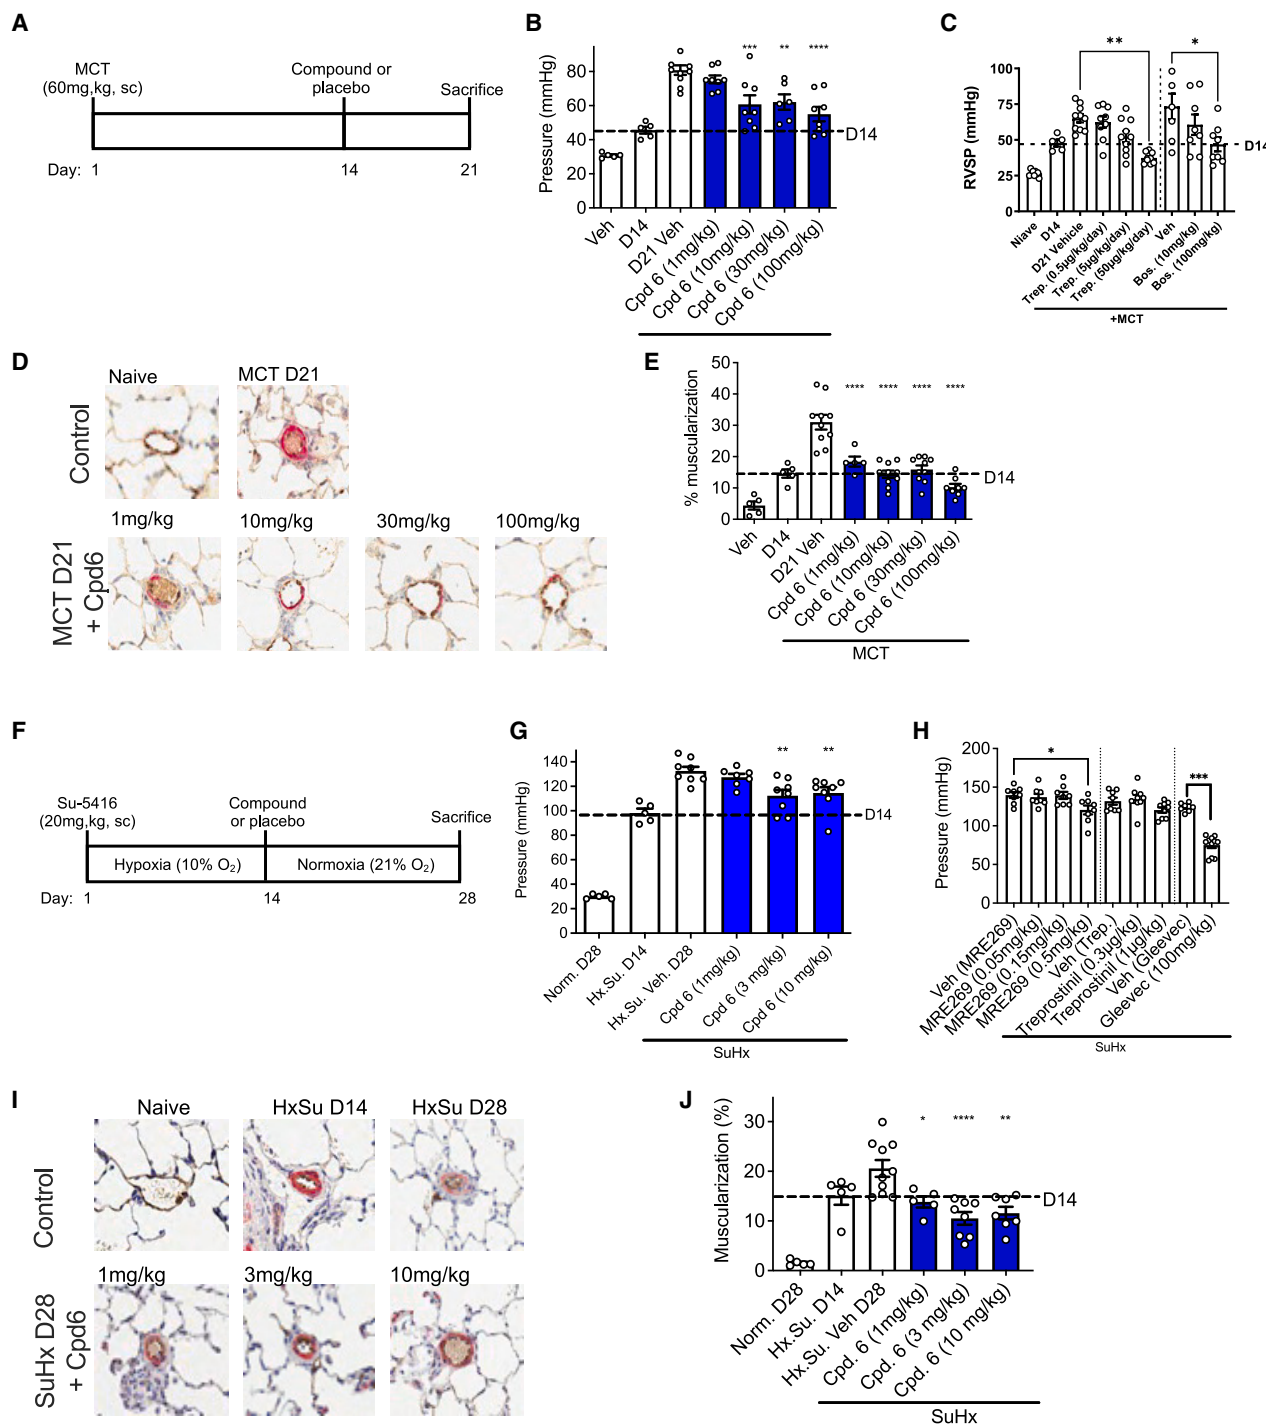 A
MCT
(60mg,kg, sc)
Compound or
placebo
Sacrifice
Day: 1
14
21
B
Pressure (mmHg)
80
60
40
20
0
***
**
****
D14
Veh
D14
D21 Veh
Cpd 6 (1mg/kg)
Cpd 6 (10mg/kg)
Cpd 6 (30mg/kg)
Cpd 6 (100mg/kg)
C
RVSP (mmHg)
100
75
50
25
0
**
*
D14
Niave
D14
D21 Vehicle
Trep. (0.5µg/kg/day)
Trep. (5µg/kg/day)
Trep. (50µg/kg/day)
Veh
Bos. (10mg/kg)
Bos. (100mg/kg)
+MCT
D
Naive
MCT D21
Control
1mg/kg
10mg/kg
30mg/kg
100mg/kg
MCT D21
+ Cpd6
E
% muscularization
50
40
30
20
10
0
****
****
****
****
D14
Veh
D14
D21 Veh
Cpd 6 (1mg/kg)
Cpd 6 (10mg/kg)
Cpd 6 (30mg/kg)
Cpd 6 (100mg/kg)
MCT
F
Su-5416
(20mg,kg, sc)
Compound
or placebo
Sacrifice
Hypoxia (10% O₂)
Normoxia (21% O₂)
Day: 1
14
28
G
Pressure (mmHg)
140
120
100
80
60
40
20
0
**
**
D14
Norm. D28
Hx.Su. D14
Hx.Su. Veh. D28
Cpd 6 (1mg/kg)
Cpd 6 (3 mg/kg)
Cpd 6 (10 mg/kg)
SuHx
H
Pressure (mmHg)
200
150
100
50
0
*
***
Veh (MRE269)
MRE269 (0.05mg/kg)
MRE269 (0.15mg/kg)
MRE269 (0.5mg/kg)
Veh (Trep.)
Treprostinil (0.3µg/kg)
Treprostinil (1µg/kg)
Veh (Gleevec)
Gleevec (100mg/kg)
SuHx
I
Naive
HxSu D14
HxSu D28
Control
1mg/kg
3mg/kg
10mg/kg
SuHx D28
+ Cpd6
J
Muscularization (%)
30
20
10
0
*
****
**
D14
Norm. D28
Hx.Su. D14
Hx.Su. Veh D28
Cpd. 6 (1mg/kg)
Cpd. 6 (3 mg/kg)
Cpd. 6 (10 mg/kg)
SuHx